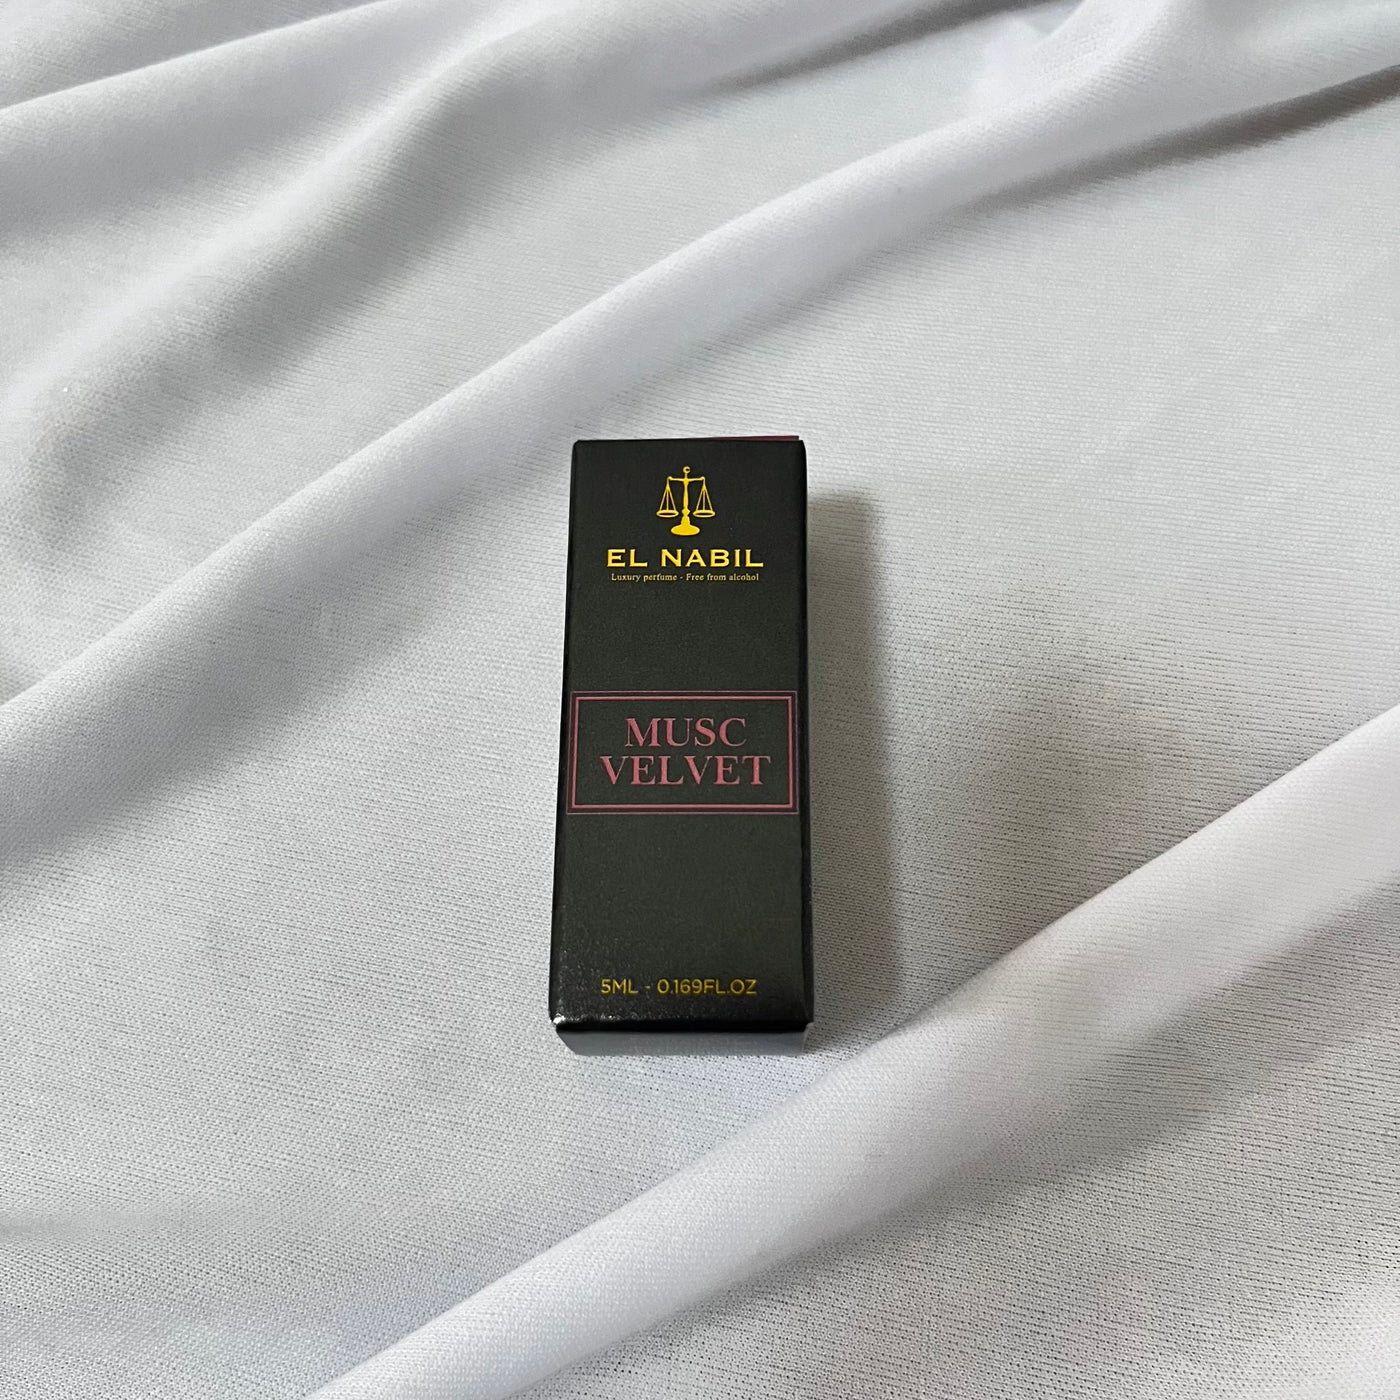 EL NABIL
Luxury perfume - Free from alcohol
MUSC
VELVET
5ML - 0.169FL.OZ